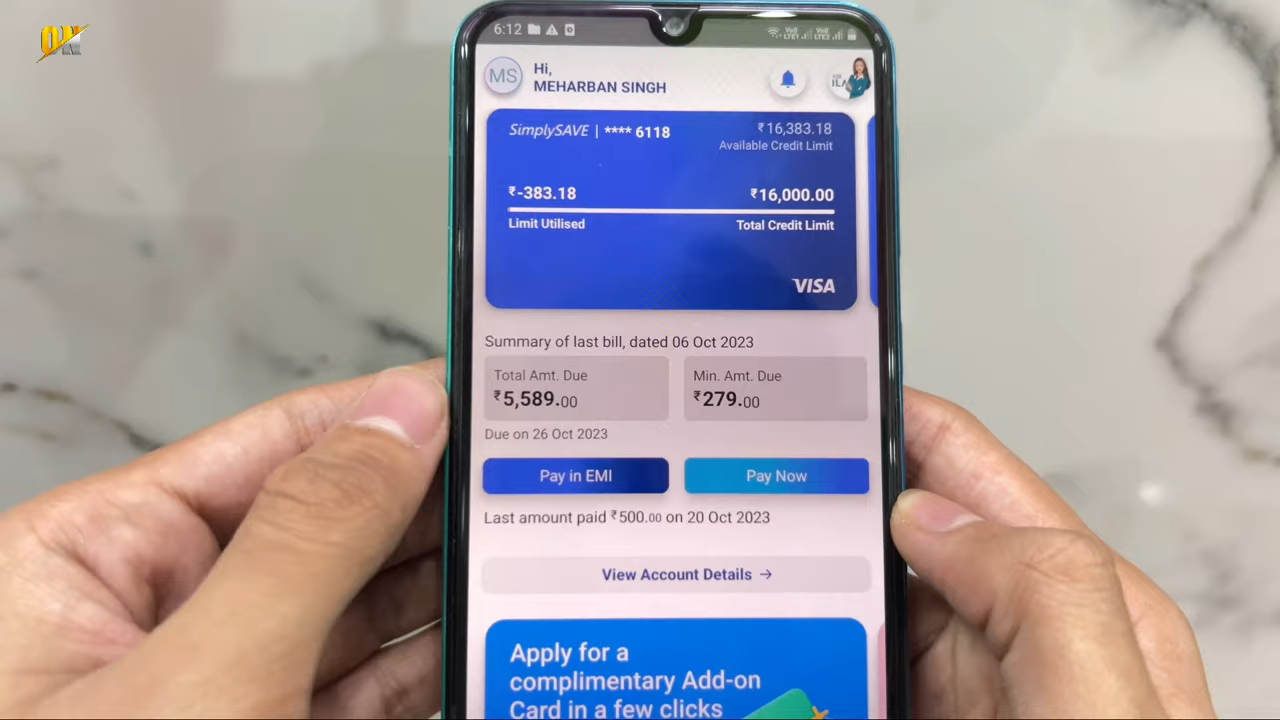 6:12
Hi,
MEHARBAN SINGH
MS
SimplySAVE | **** 6118
₹16,383.18
Available Credit Limit
₹-383.18
₹16,000.00
Limit Utilised
Total Credit Limit
VISA
Summary of last bill, dated 06 Oct 2023
Total Amt. Due
₹5,589.00
Min. Amt. Due
₹279.00
Due on 26 Oct 2023
Pay in EMI
Pay Now
Last amount paid ₹500.00 on 20 Oct 2023
View Account Details →
Apply for a
complimentary Add-on
Card in a few clicks